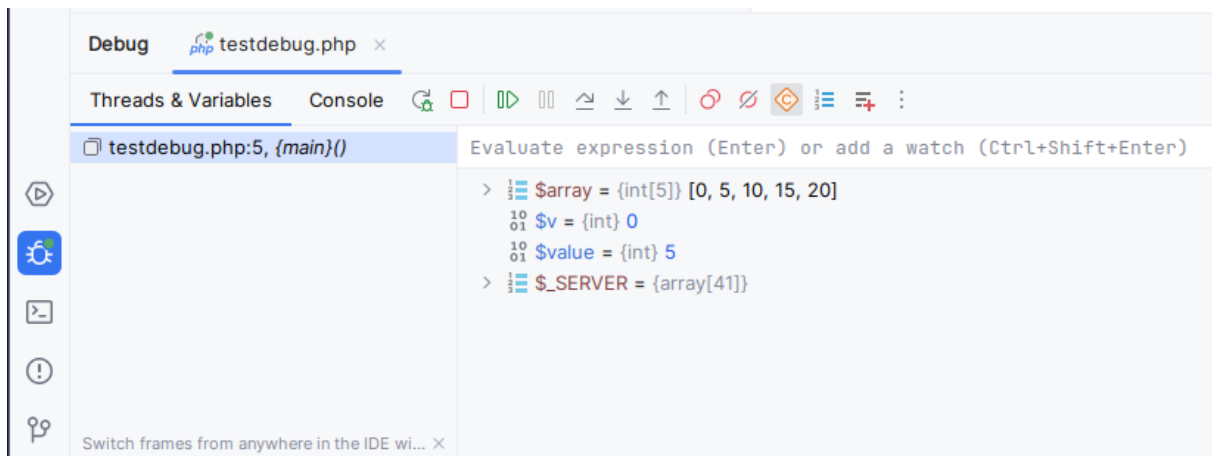 Debug php testdebug.php ×
Threads & Variables Console
testdebug.php:5, {main}()
Evaluate expression (Enter) or add a watch (Ctrl+Shift+Enter)
$array = {int[5]} [0, 5, 10, 15, 20]
$v = {int} 0
$value = {int} 5
$_SERVER = {array[41]}
Switch frames from anywhere in the IDE wi... ×